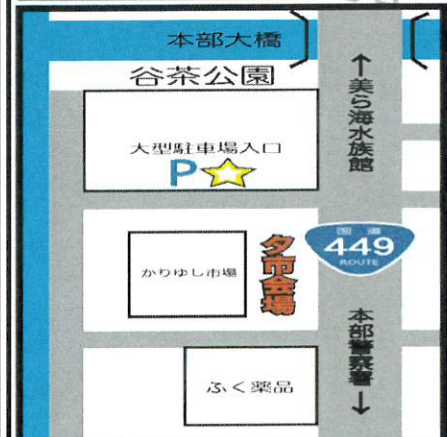 本部大橋
谷茶公園
↑美ら海水族館
大型駐車場入口
P
国道
449
ROUTE
夕市会場
かりゆし市場
本部警察署↓
ふく薬品